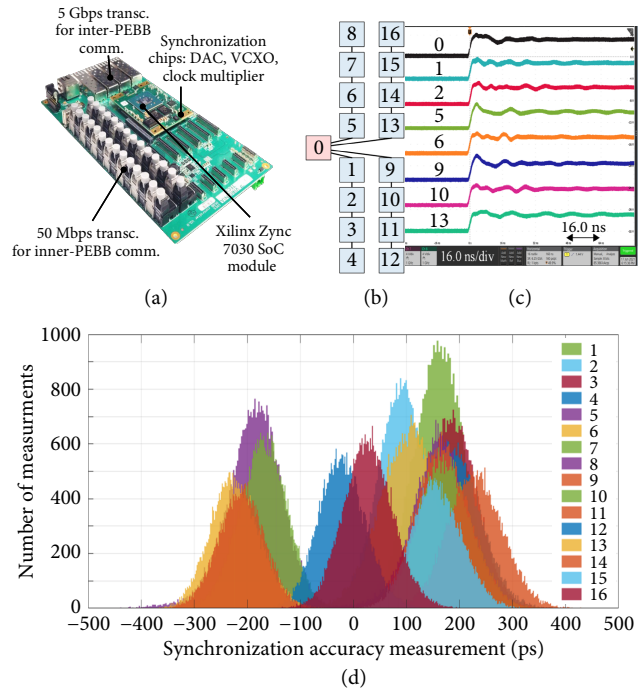 5 Gbps transc.
for inter-PEBB
comm.
Synchronization
chips: DAC, VCXO,
clock multiplier
50 Mbps transc.
for inner-PEBB comm.
Xilinx Zync
7030 SoC
module
(a)
8 16
7 15
6 14
5 13
0
1 9
2 10
3 11
4 12
(b)
0
1
2
5
6
9
10
13
16.0 ns
16.0 ns/div
(c)
Number of measurments
1000
800
600
400
200
0
−500 −400 −300 −200 −100 0 100 200 300 400 500
Synchronization accuracy measurement (ps)
1
2
3
4
5
6
7
8
9
10
11
12
13
14
15
16
(d)